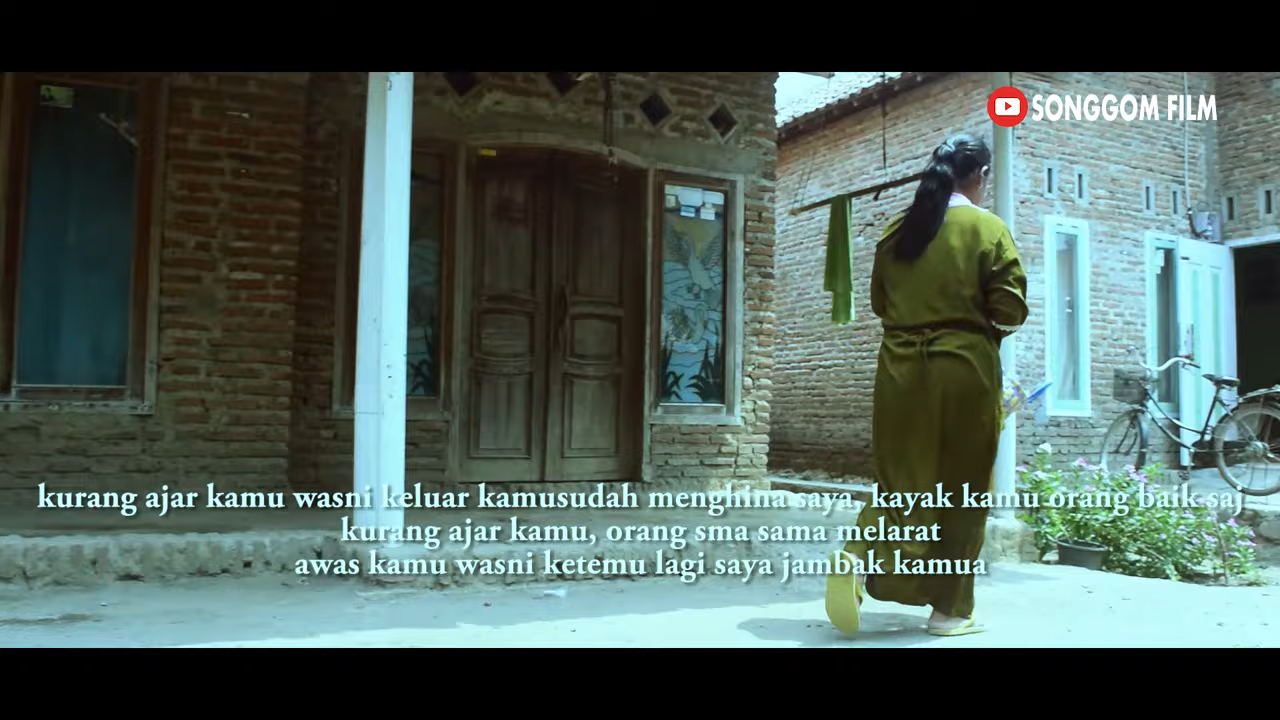 SONGGOM FILM
kurang ajar kamu wasni keluar kamusudah menghina saya, kayak kamu orang baik saj
kurang ajar kamu, orang sma sama melarat
awas kamu wasni ketemu lagi saya jambak kamua